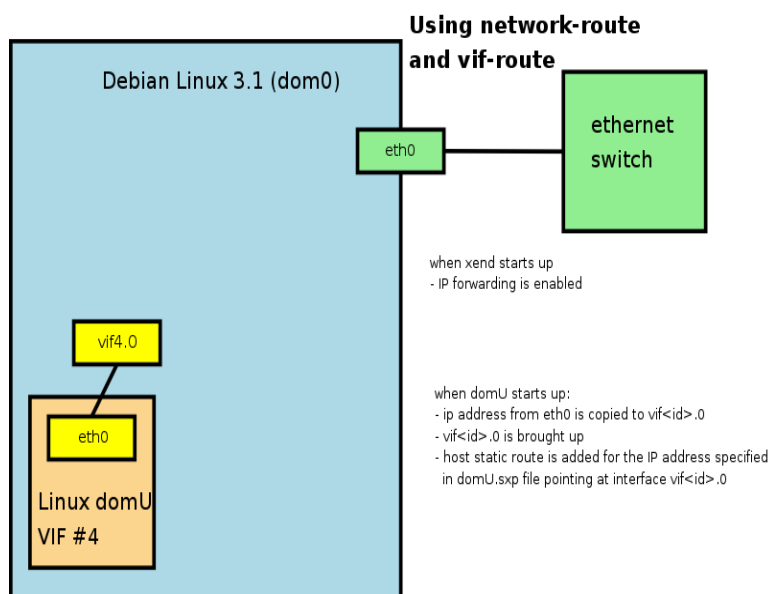 Using network-route
and vif-route
Debian Linux 3.1 (dom0)
eth0
ethernet
switch
when xend starts up
- IP forwarding is enabled
vif4.0
eth0
Linux domU
VIF #4
when domU starts up:
- ip address from eth0 is copied to vif<id>.0
- vif<id>.0 is brought up
- host static route is added for the IP address specified
in domU.sxp file pointing at interface vif<id>.0